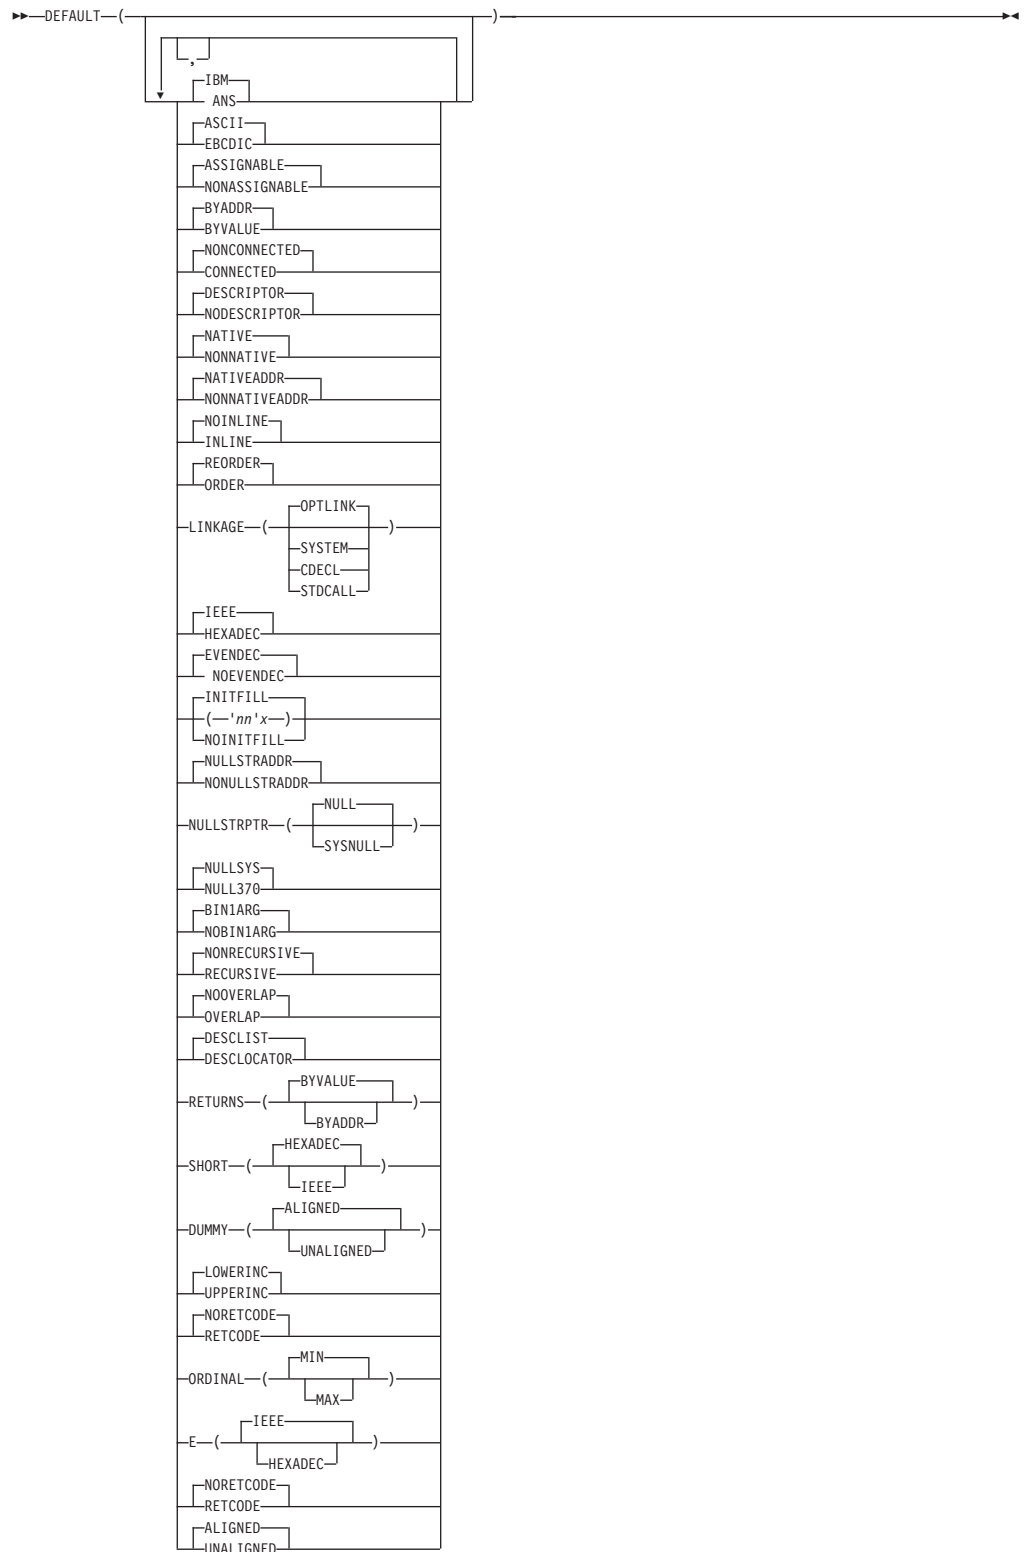 DEFAULT ( )
,
IBM
ANS
ASCII
EBCDIC
ASSIGNABLE
NONASSIGNABLE
BYADDR
BYVALUE
NONCONNECTED
CONNECTED
DESCRIPTOR
NODESCRIPTOR
NATIVE
NONNATIVE
NATIVEADDR
NONNATIVEADDR
NOINLINE
INLINE
REORDER
ORDER
OPTLINK
LINKAGE ( )
SYSTEM
CDECL
STDCALL
IEEE
HEXADEC
EVENDEC
NOEVENDEC
INITFILL
( 'nn'x )
NOINITFILL
NULLSTRADDR
NONULLSTRADDR
NULL
NULLSTRPTR ( )
SYSNULL
NULLSYS
NULL370
BIN1ARG
NOBIN1ARG
NONRECURSIVE
RECURSIVE
NOOVERLAP
OVERLAP
DESCLIST
DESCLOCATOR
BYVALUE
RETURNS ( )
BYADDR
HEXADEC
SHORT ( )
IEEE
ALIGNED
DUMMY ( )
UNALIGNED
LOWERINC
UPPERINC
NORETCODE
RETCODE
MIN
ORDINAL ( )
MAX
IEEE
E ( )
HEXADEC
NORETCODE
RETCODE
ALIGNED
UNALIGNED